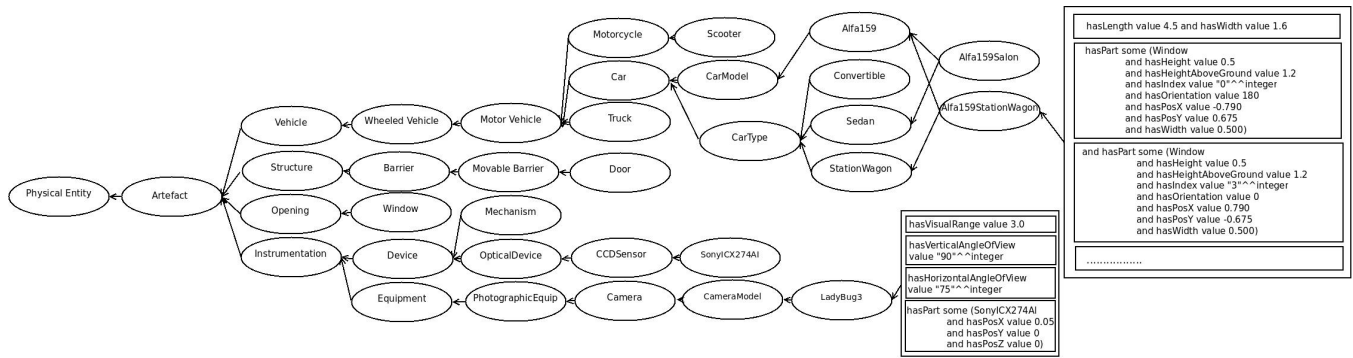 Physical Entity
Artefact
Vehicle
Structure
Opening
Instrumentation
Wheeled Vehicle
Barrier
Window
Device
Equipment
Motor Vehicle
Movable Barrier
Mechanism
OpticalDevice
PhotographicEquip
Motorcycle
Car
Truck
Door
CCDSensor
Camera
Scooter
CarModel
CarType
SonyICX274AI
CameraModel
Alfa159
Convertible
Sedan
StationWagon
LadyBug3
Alfa159Salon
Alfa159StationWagon
hasVisualRange value 3.0
hasVerticalAngleOfView
value "90"^^integer
hasHorizontalAngleOfView
value "75"^^integer
hasPart some (SonyICX274AI
and hasPosX value 0.05
and hasPosY value 0
and hasPosZ value 0)
hasLength value 4.5 and hasWidth value 1.6
hasPart some (Window
and hasHeight value 0.5
and hasHeightAboveGround value 1.2
and hasIndex value "0"^^integer
and hasOrientation value 180
and hasPosX value -0.790
and hasPosY value 0.675
and hasWidth value 0.500)
and hasPart some (Window
and hasHeight value 0.5
and hasHeightAboveGround value 1.2
and hasIndex value "3"^^integer
and hasOrientation value 0
and hasPosX value 0.790
and hasPosY value -0.675
and hasWidth value 0.500)
.................